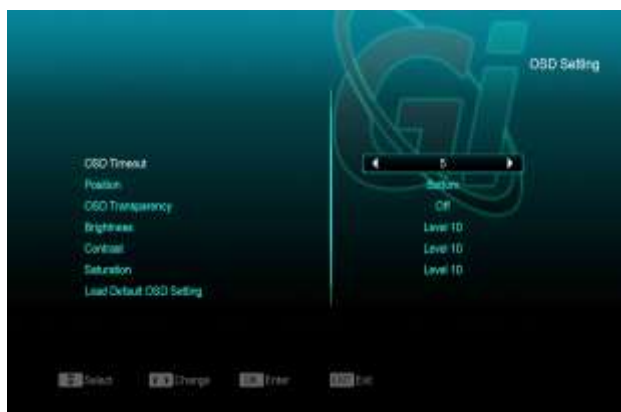 OSD Setting
OSD Timeout 5
Position Bottom
OSD Transparency Off
Brightness Level 10
Contrast Level 10
Saturation Level 10
Load Default OSD Setting
Select Change OK Enter EXIT Exit